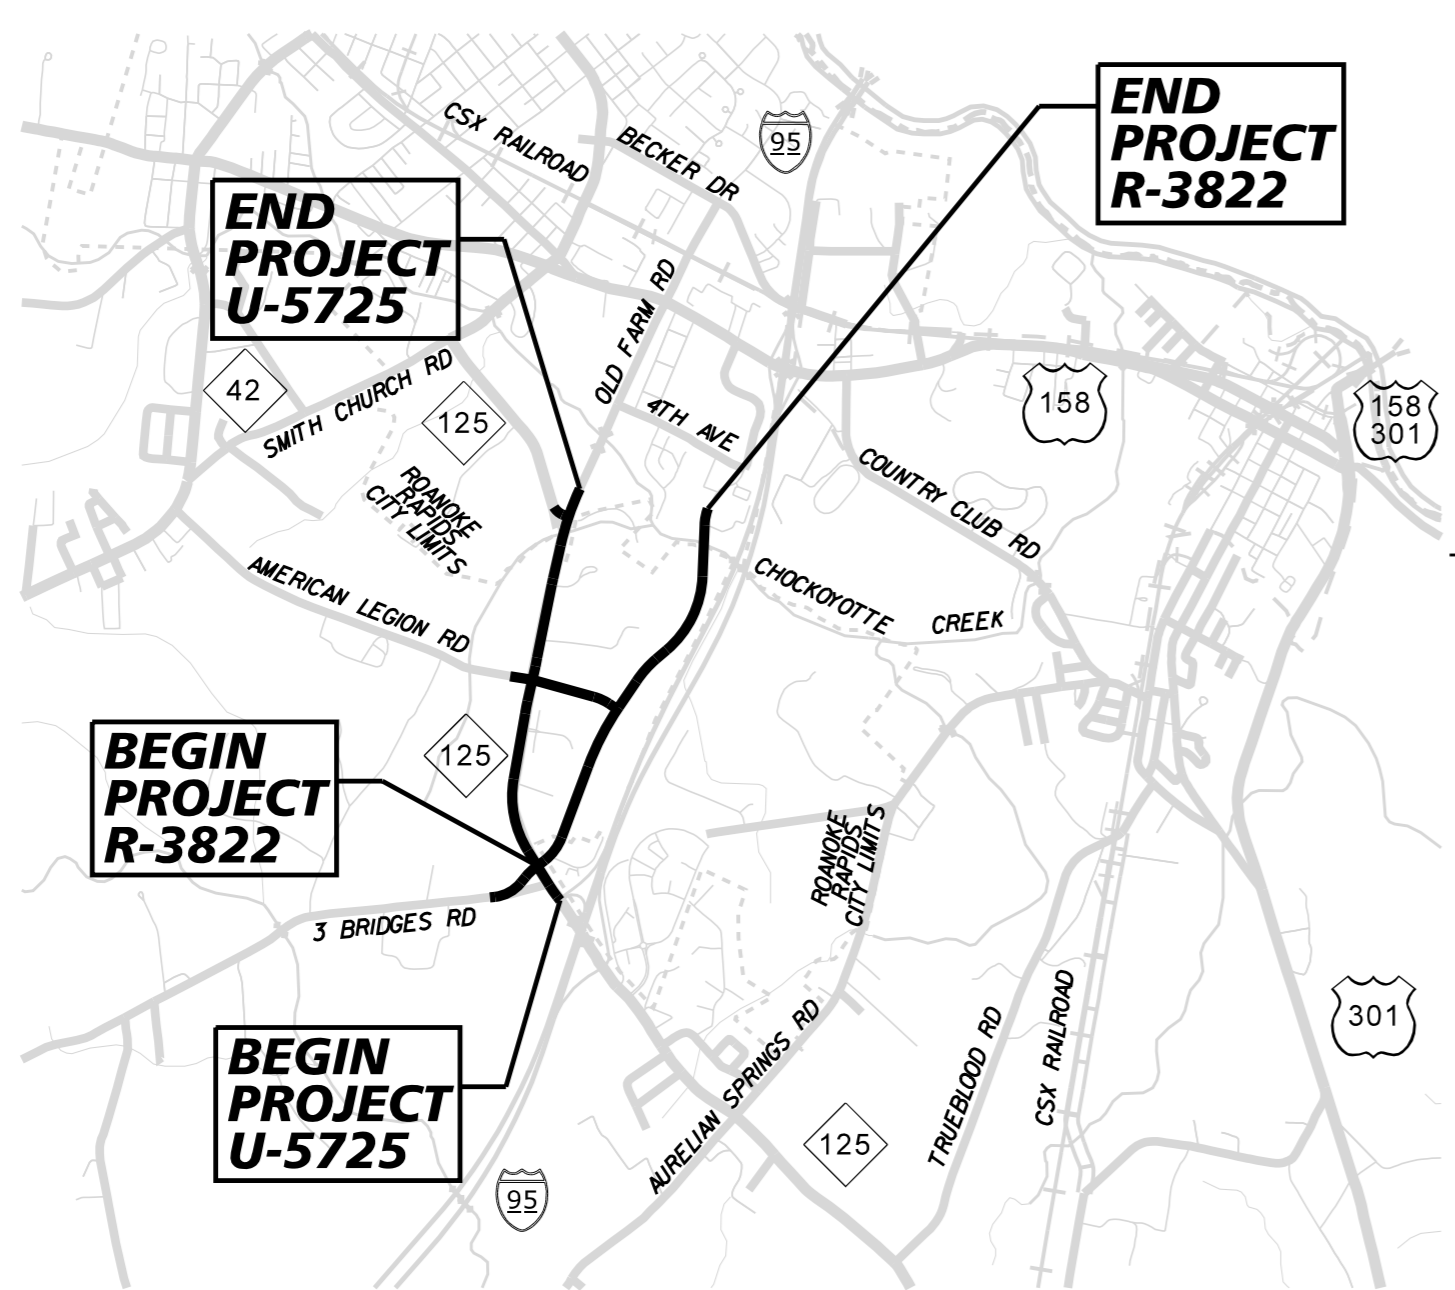 END
PROJECT
R-3822
CSX RAILROAD
BECKER DR
95
END
PROJECT
U-5725
OLD FARM RD
42
SMITH CHURCH RD
125
4TH AVE
158
158
301
ROANOKE
RAPIDS
CITY LIMITS
COUNTRY CLUB RD
AMERICAN LEGION RD
CHOCKOYOTTE
CREEK
BEGIN
PROJECT
R-3822
125
ROANOKE
RAPIDS
CITY LIMITS
3 BRIDGES RD
BEGIN
PROJECT
U-5725
AURELIAN SPRINGS RD
TRUEBLOOD RD
CSX RAILROAD
301
125
95